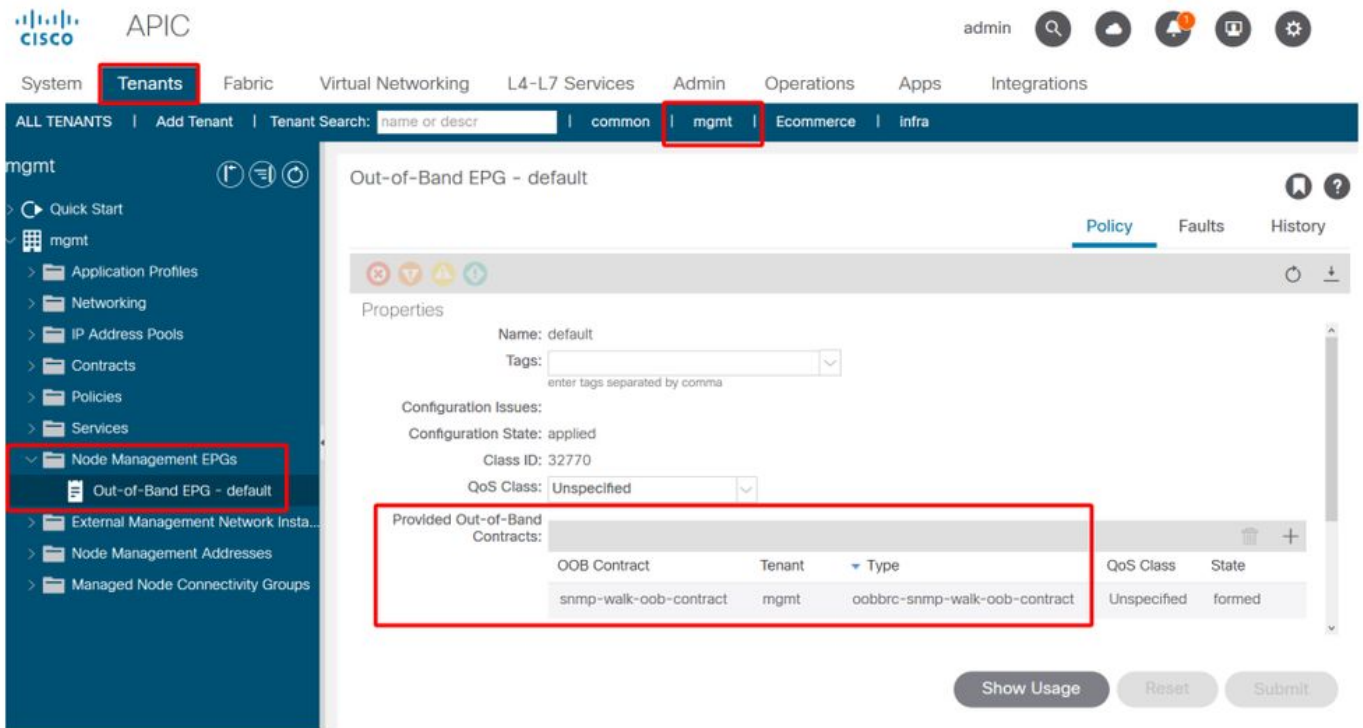 CISCO APIC admin 1
System Tenants Fabric Virtual Networking L4-L7 Services Admin Operations Apps Integrations
ALL TENANTS | Add Tenant | Tenant Search: name or descr | common | mgmt | Ecommerce | infra
mgmt
Quick Start
mgmt
Application Profiles
Networking
IP Address Pools
Contracts
Policies
Services
Node Management EPGs
Out-of-Band EPG - default
External Management Network Insta...
Node Management Addresses
Managed Node Connectivity Groups
Out-of-Band EPG - default
Policy Faults History
Properties
Name: default
Tags:
enter tags separated by comma
Configuration Issues:
Configuration State: applied
Class ID: 32770
QoS Class: Unspecified
Provided Out-of-Band
Contracts:
OOB Contract Tenant Type QoS Class State
snmp-walk-oob-contract mgmt oobbrc-snmp-walk-oob-contract Unspecified formed
Show Usage Reset Submit